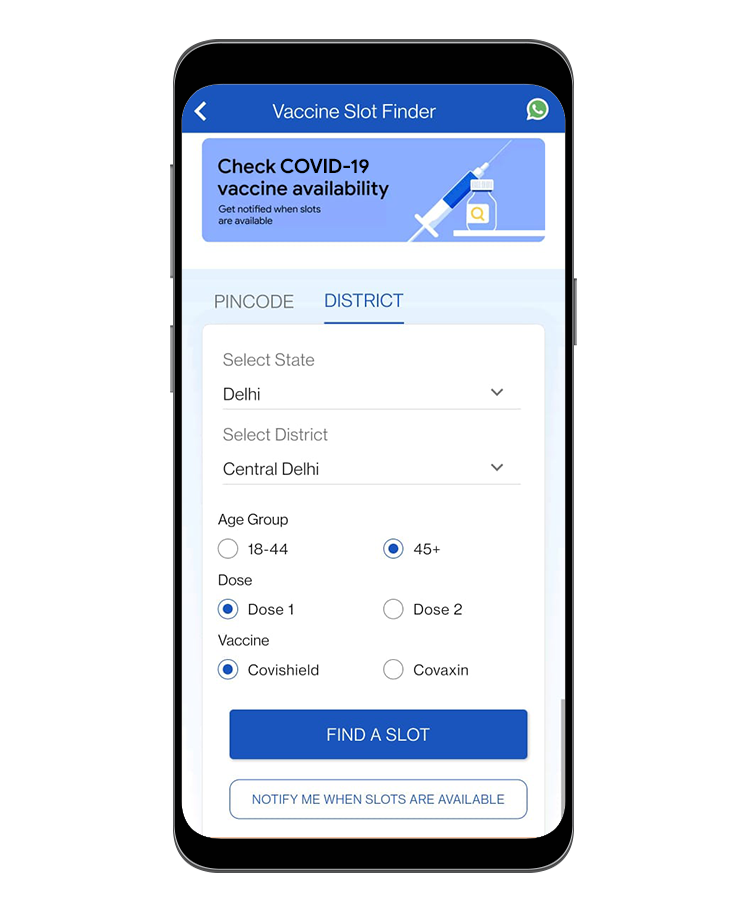 Vaccine Slot Finder
Check COVID-19
vaccine availability
Get notified when slots
are available
PINCODE DISTRICT
Select State
Delhi
Select District
Central Delhi
Age Group
18-44 45+
Dose
Dose 1 Dose 2
Vaccine
Covishield Covaxin
FIND A SLOT
NOTIFY ME WHEN SLOTS ARE AVAILABLE